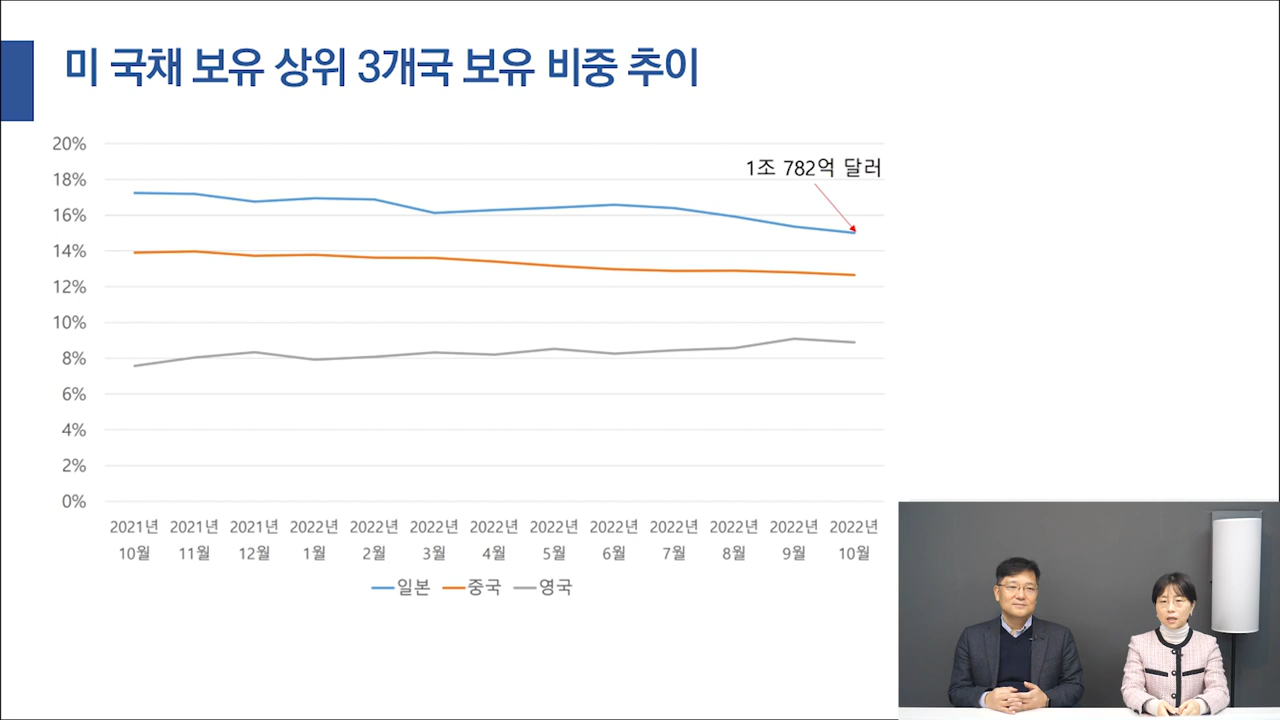 미 국채 보유 상위 3개국 보유 비중 추이
20%
18%
16%
14%
12%
10%
8%
6%
4%
2%
0%
1조 782억 달러
2021년 10월
2021년 11월
2021년 12월
2022년 1월
2022년 2월
2022년 3월
2022년 4월
2022년 5월
2022년 6월
2022년 7월
2022년 8월
2022년 9월
2022년 10월
일본 중국 영국